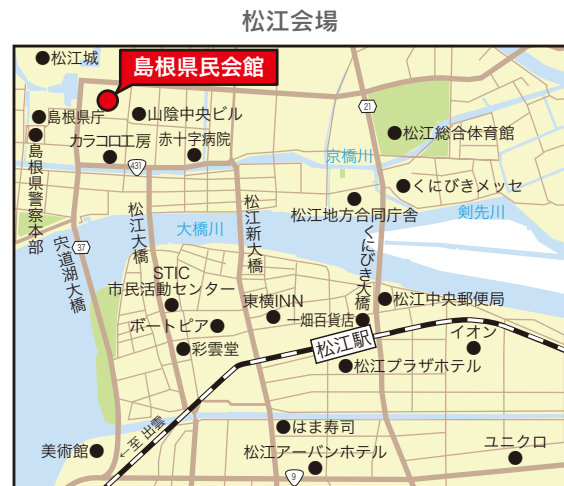 松江会場
松江城
島根県民会館
島根県庁
山陰中央ビル
21
カラコロ工房
赤十字病院
松江総合体育館
島根県警察本部
431
京橋川
くにびきメッセ
松江地方合同庁舎
剣先川
松江大橋
大橋川
松江新大橋
くにびき大橋
37
宍道湖大橋
STIC
市民活動センター
東横INN
松江中央郵便局
ボートピア
一畑百貨店
イオン
彩雲堂
松江駅
松江プラザホテル
はま寿司
←至 出雲
美術館
松江アーバンホテル
ユニクロ
9